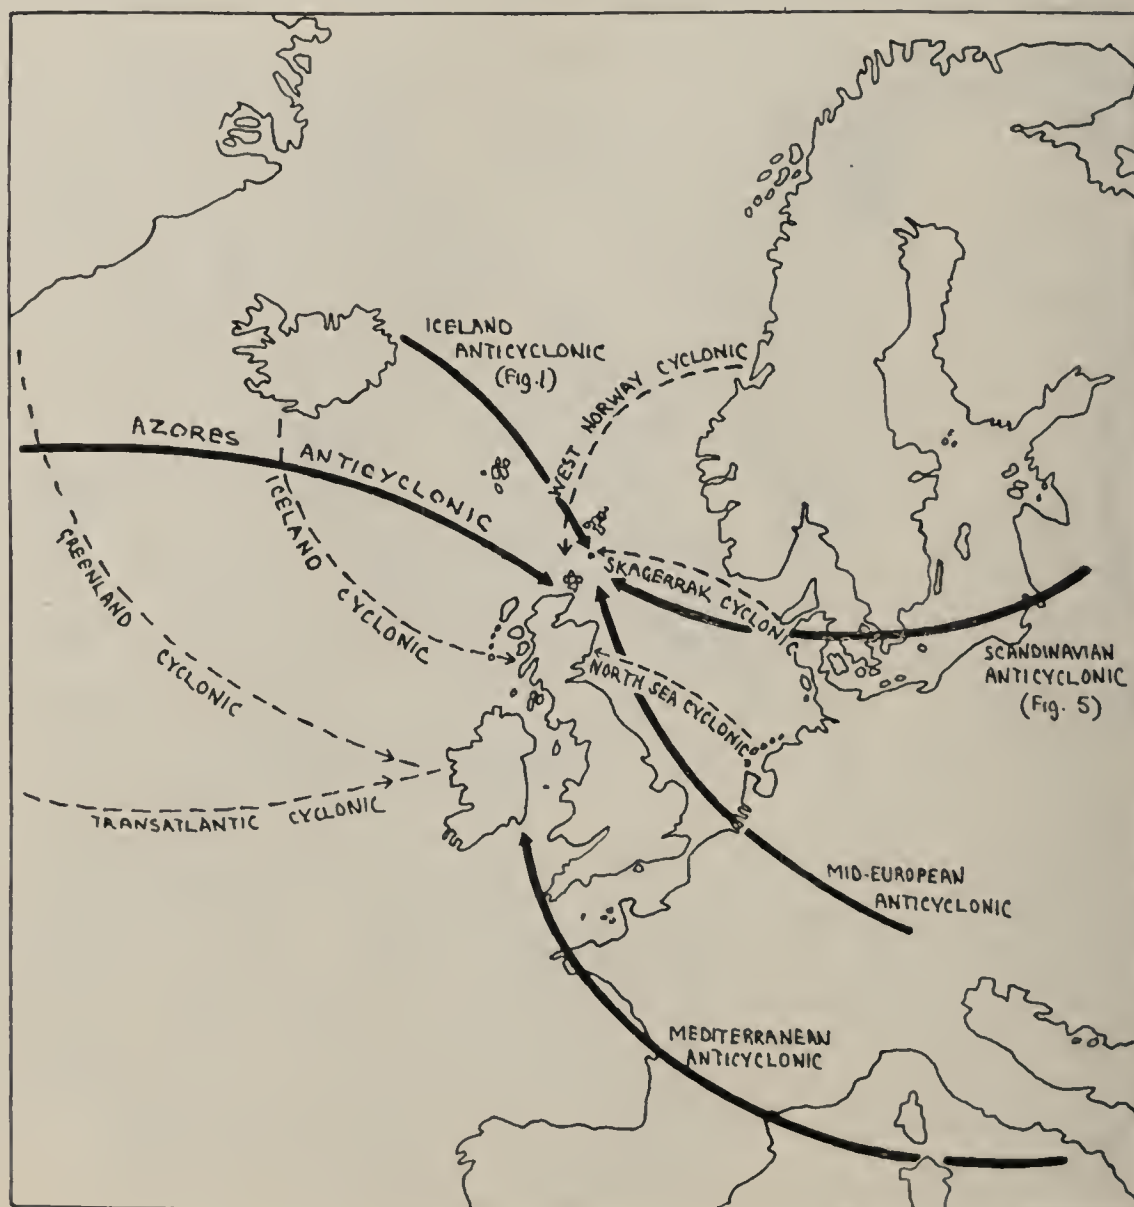 ICELAND
ANTICYCLONIC
(Fig.1)
WEST NORWAY CYCLONIC
AZORES ANTICYCLONIC
ICELAND CYCLONIC
GREENLAND CYCLONIC
SKAGERRAK CYCLONIC
SCANDINAVIAN
ANTICYCLONIC
(Fig. 5)
NORTH SEA CYCLONIC
TRANSATLANTIC CYCLONIC
MID-EUROPEAN
ANTICYCLONIC
MEDITERRANEAN
ANTICYCLONIC